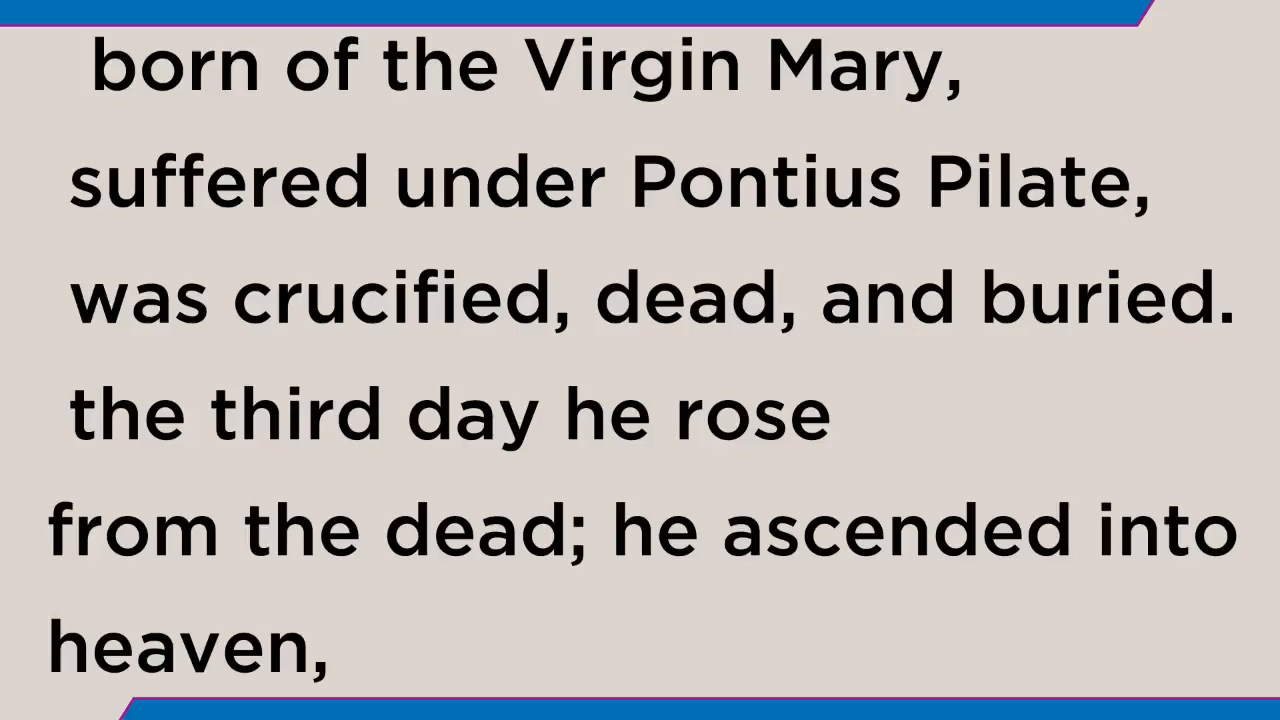 born of the Virgin Mary,
suffered under Pontius Pilate,
was crucified, dead, and buried.
the third day he rose
from the dead; he ascended into
heaven,